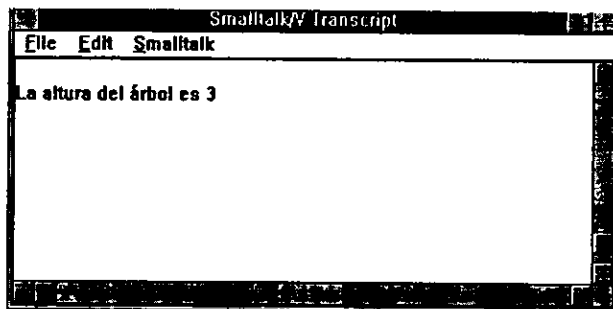 Smalltalk/V Transcript
File Edit Smalltalk
La altura del árbol es 3